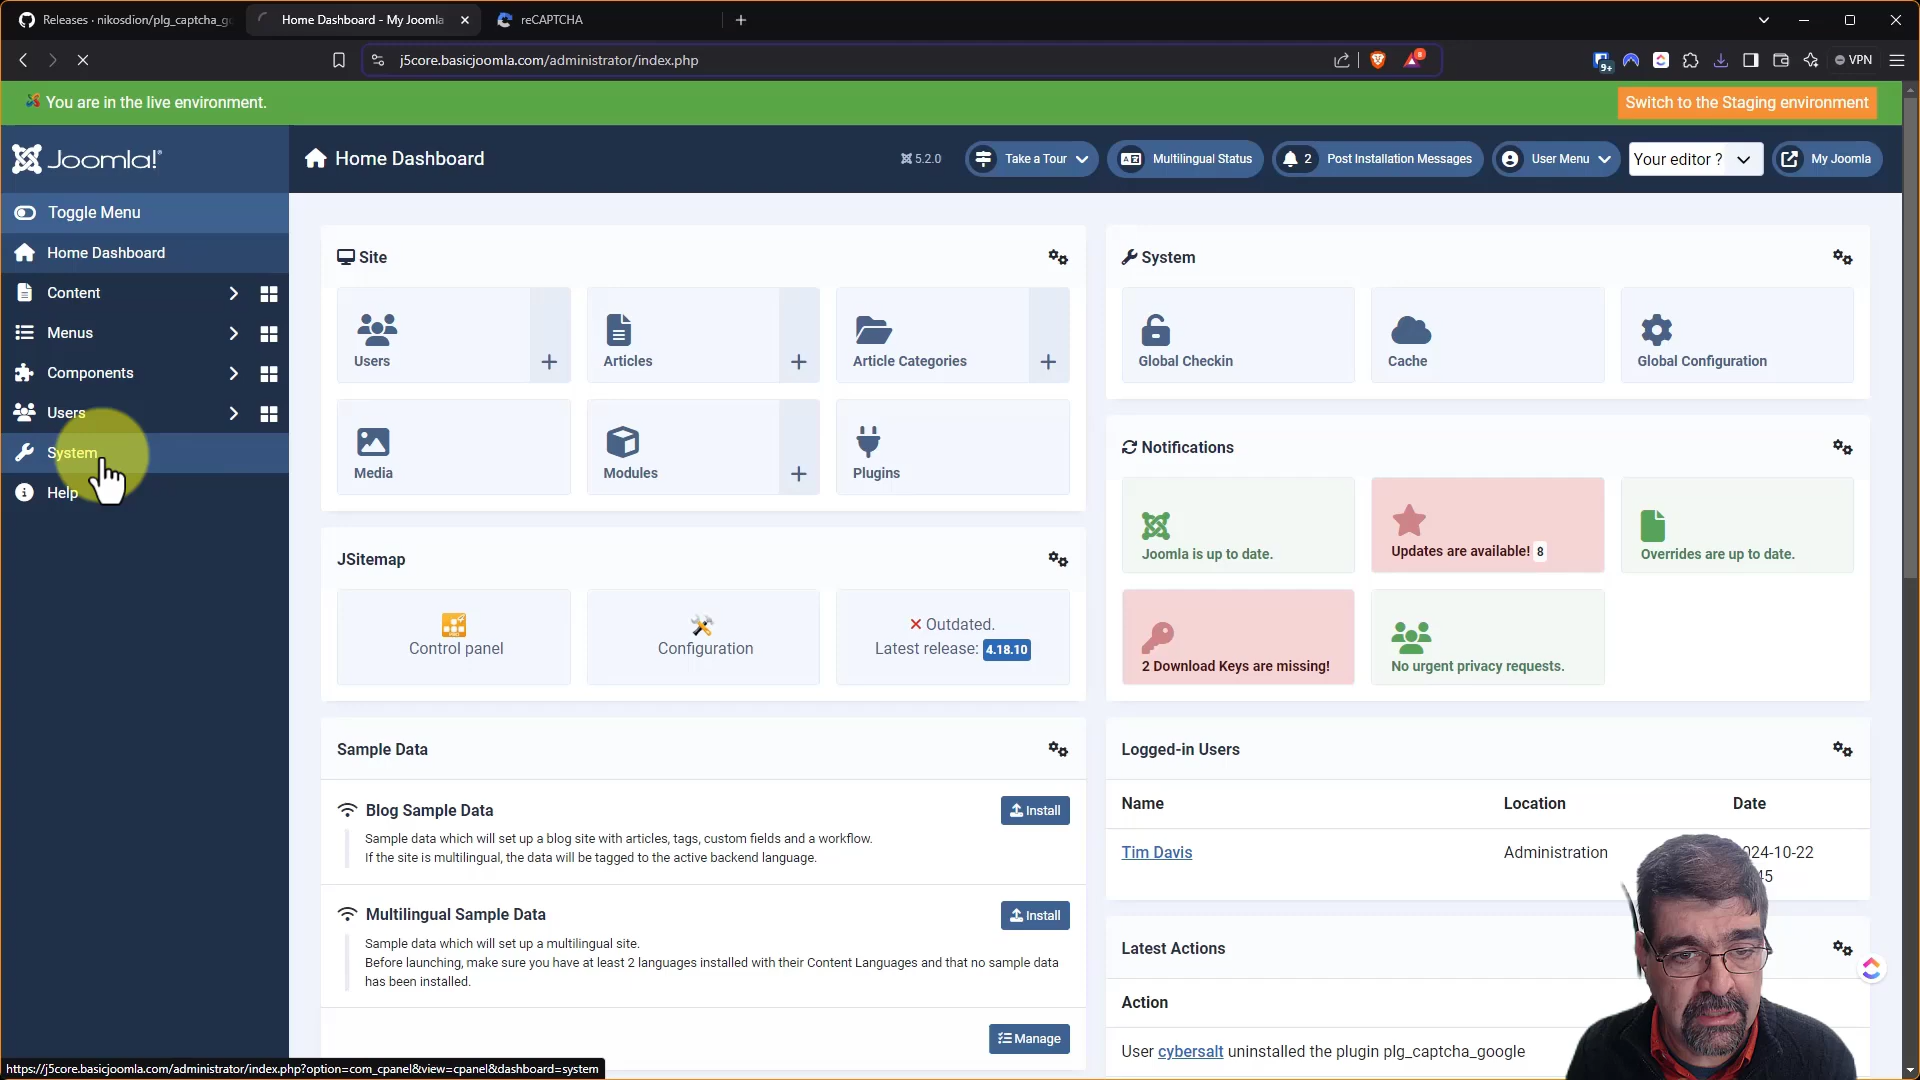 Releases · nikosdion/plg_captcha_go
Home Dashboard - My Joomla
reCAPTCHA
j5core.basicjoomla.com/administrator/index.php
8
9+
VPN
You are in the live environment.
Switch to the Staging environment
Joomla!
Home Dashboard
5.2.0
Take a Tour
Multilingual Status
2 Post Installation Messages
User Menu
Your editor ?
My Joomla
Toggle Menu
Home Dashboard
Content
Menus
Components
Users
System
Help
Site
Users
Articles
Article Categories
Media
Modules
Plugins
JSitemap
Control panel
Configuration
Outdated.
Latest release: 4.18.10
Sample Data
Blog Sample Data
Install
Sample data which will set up a blog site with articles, tags, custom fields and a workflow.
If the site is multilingual, the data will be tagged to the active backend language.
Multilingual Sample Data
Install
Sample data which will set up a multilingual site.
Before launching, make sure you have at least 2 languages installed with their Content Languages and that no sample data
has been installed.
Manage
System
Global Checkin
Cache
Global Configuration
Notifications
Joomla is up to date.
Updates are available! 8
Overrides are up to date.
2 Download Keys are missing!
No urgent privacy requests.
Logged-in Users
Name Location Date
Tim Davis Administration 024-10-22
45
Latest Actions
Action
User cybersalt uninstalled the plugin plg_captcha_google
https://j5core.basicjoomla.com/administrator/index.php?option=com_cpanel&view=cpanel&dashboard=system